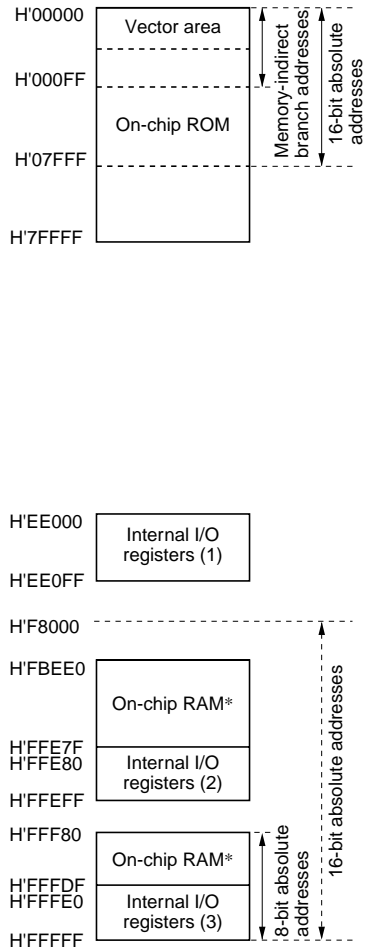 H'00000
Vector area
H'000FF
On-chip ROM
H'07FFF
H'7FFFF
Memory-indirect
branch addresses
16-bit absolute
addresses
H'EE000
Internal I/O
registers (1)
H'EE0FF
H'F8000
H'FBEE0
On-chip RAM*
H'FFE7F
H'FFE80
Internal I/O
registers (2)
H'FFEFF
H'FFF80
On-chip RAM*
H'FFFDF
H'FFFE0
Internal I/O
registers (3)
H'FFFFF
8-bit absolute
addresses
16-bit absolute addresses